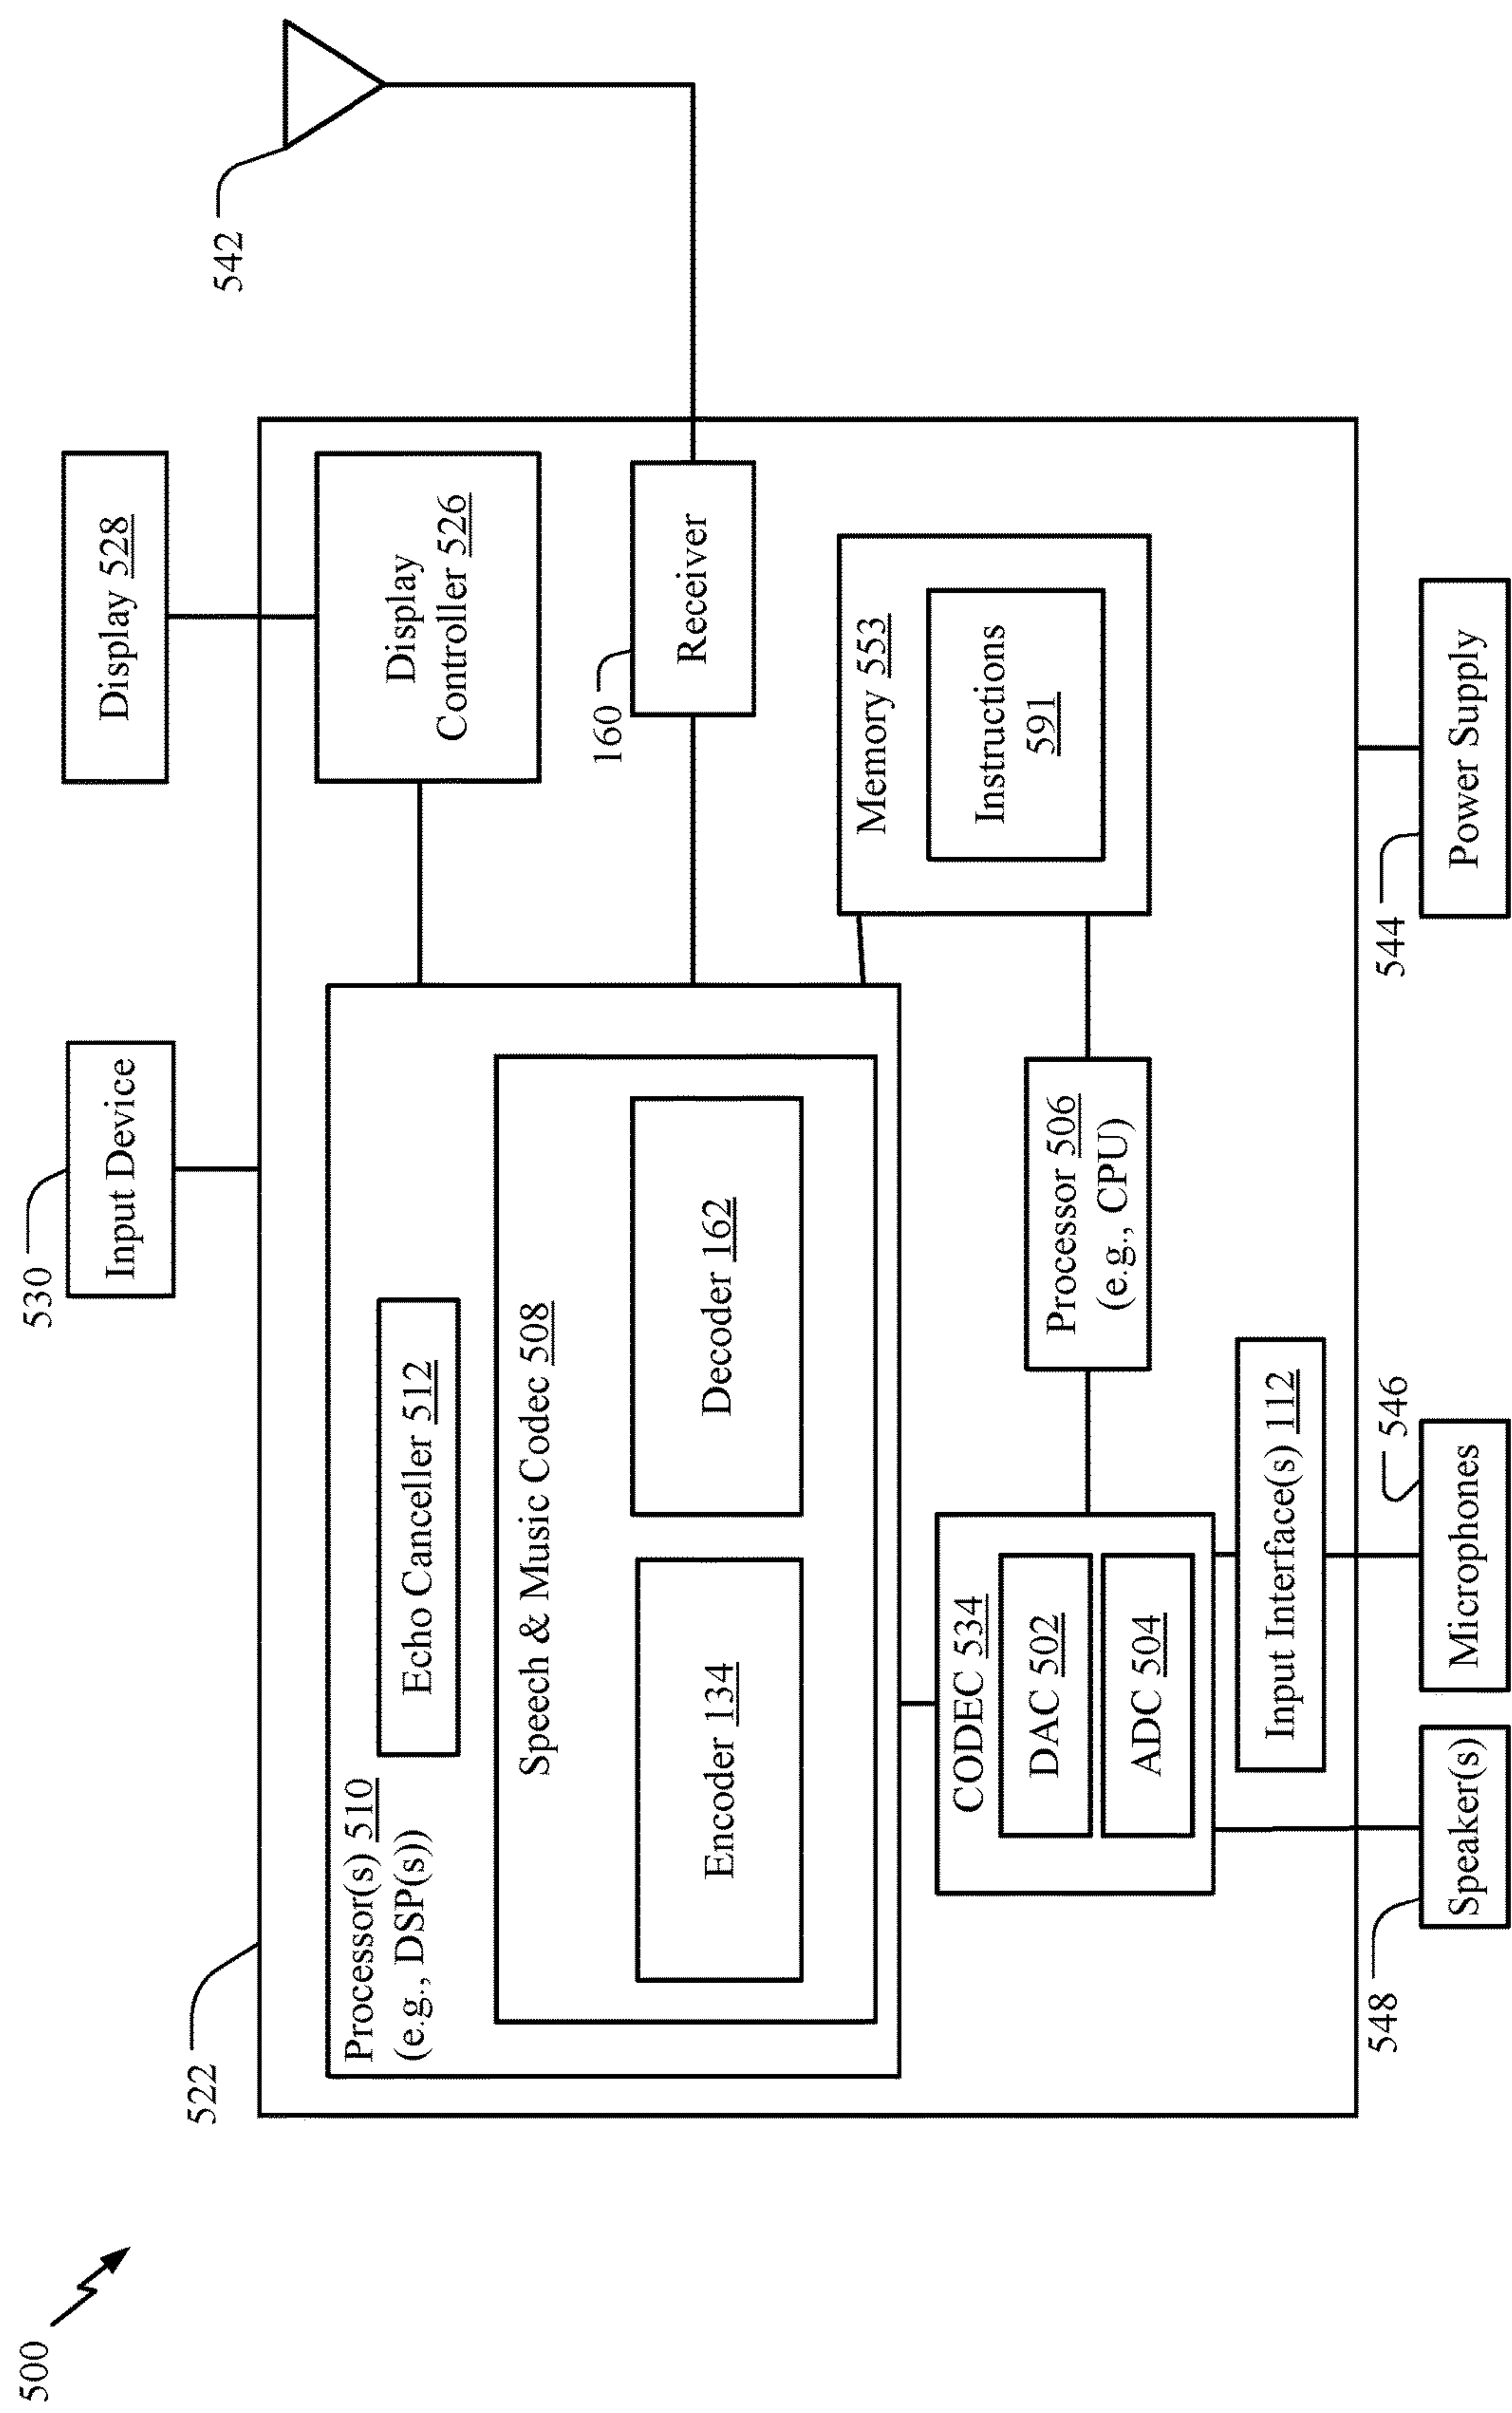 500
522
530
Input Device
Display 528
542
Processor(s) 510
(e.g., DSP(s))
Echo Canceller 512
Display
Controller 526
Speech & Music Codec 508
Encoder 134
Decoder 162
160
Receiver
Memory 553
Instructions
591
CODEC 534
DAC 502
ADC 504
Processor 506
(e.g., CPU)
Input Interface(s) 112
548
Speaker(s)
546
Microphones
544
Power Supply